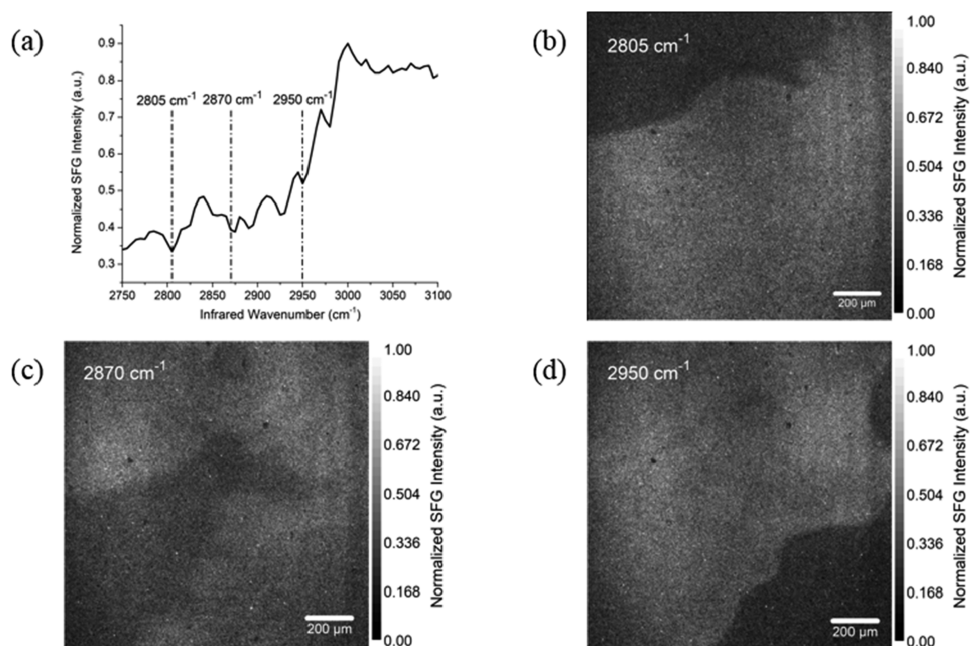 (a)
Normalized SFG Intensity (a.u.)
0.9
0.8
0.7
0.6
0.5
0.4
0.3
2805 cm-1
2870 cm-1
2950 cm-1
2750
2800
2850
2900
2950
3000
3050
3100
Infrared Wavenumber (cm-1)
(b)
2805 cm-1
200 µm
1.00
0.840
0.672
0.504
0.336
0.168
0.00
Normalized SFG Intensity (a.u.)
(c)
2870 cm-1
200 µm
1.00
0.840
0.672
0.504
0.336
0.168
0.00
Normalized SFG Intensity (a.u.)
(d)
2950 cm-1
200 µm
1.00
0.840
0.672
0.504
0.336
0.168
0.00
Normalized SFG Intensity (a.u.)